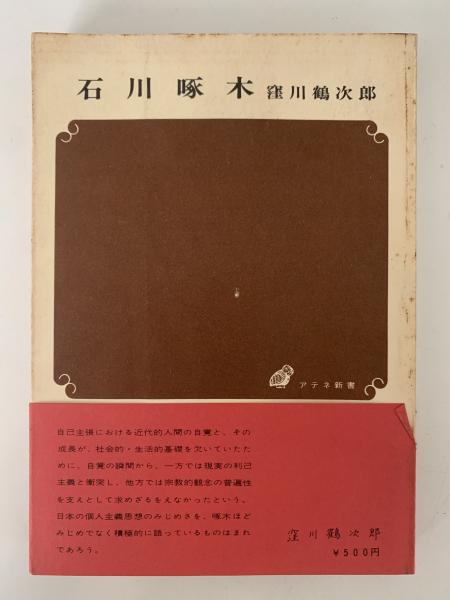 石川啄木 窪川鶴次郎
アテネ新書
自己主張における近代的人間の自覚と、その
成長が、社会的・生活的基礎を欠いていたた
めに、自覚の瞬間から、一方では現実の利己
主義と衝突し、他方では宗教的観念の普遍性
を支えとして求めざるをえなかったという、
日本の個人主義思想のみじめさを、啄木ほど
みじめでなく積極的に語っているものはまれ
であろう。
窪川鶴次郎
￥500円